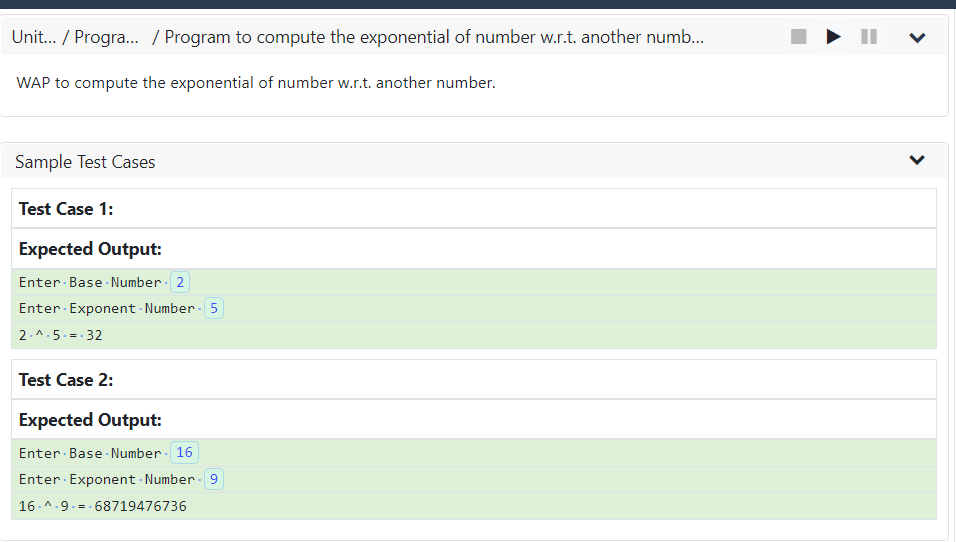 Unit... / Progra... / Program to compute the exponential of number w.r.t. another numb...
WAP to compute the exponential of number w.r.t. another number.
Sample Test Cases
Test Case 1:
Expected Output:
Enter·Base·Number· 2
Enter·Exponent·Number· 5
2·^·5·=·32
Test Case 2:
Expected Output:
Enter·Base·Number· 16
Enter·Exponent·Number· 9
16·^·9·=·68719476736